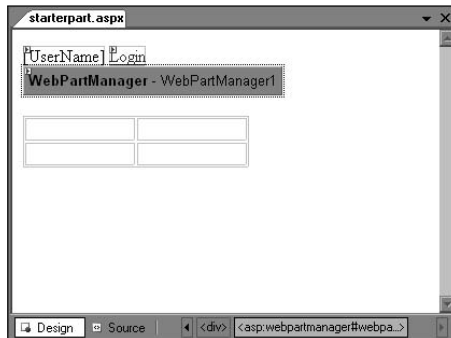 starterpart.aspx
[UserName] Login
WebPartManager - WebPartManager1
Design Source <div> <asp:webpartmanager#webpa...>